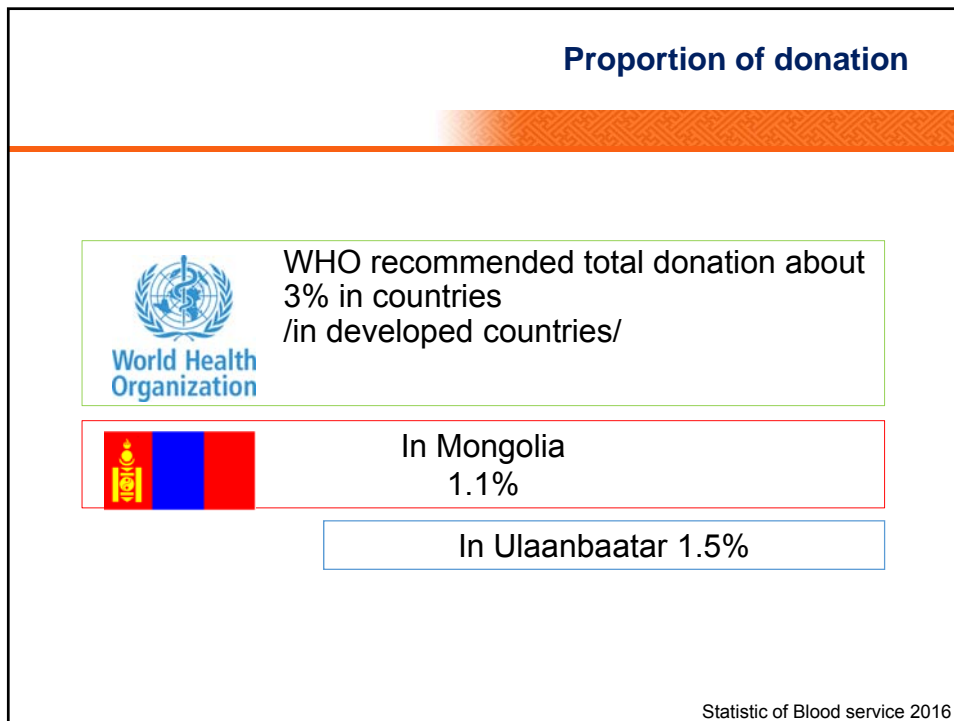 Proportion of donation
WHO recommended total donation about
3% in countries
/in developed countries/
World Health
Organization
In Mongolia
1.1%
In Ulaanbaatar 1.5%
Statistic of Blood service 2016